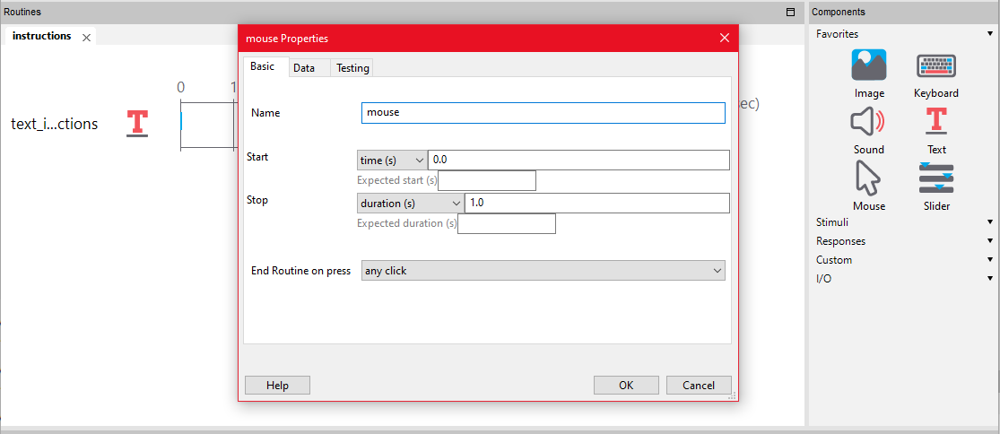 Routines
instructions
0
1
text_i...ctions
sec)
mouse Properties
Basic
Data
Testing
Name
mouse
Start
time (s)
0.0
Expected start (s)
Stop
duration (s)
1.0
Expected duration (s)
End Routine on press
any click
Help
OK
Cancel
Components
Favorites
Image
Keyboard
Sound
Text
Mouse
Slider
Stimuli
Responses
Custom
I/O